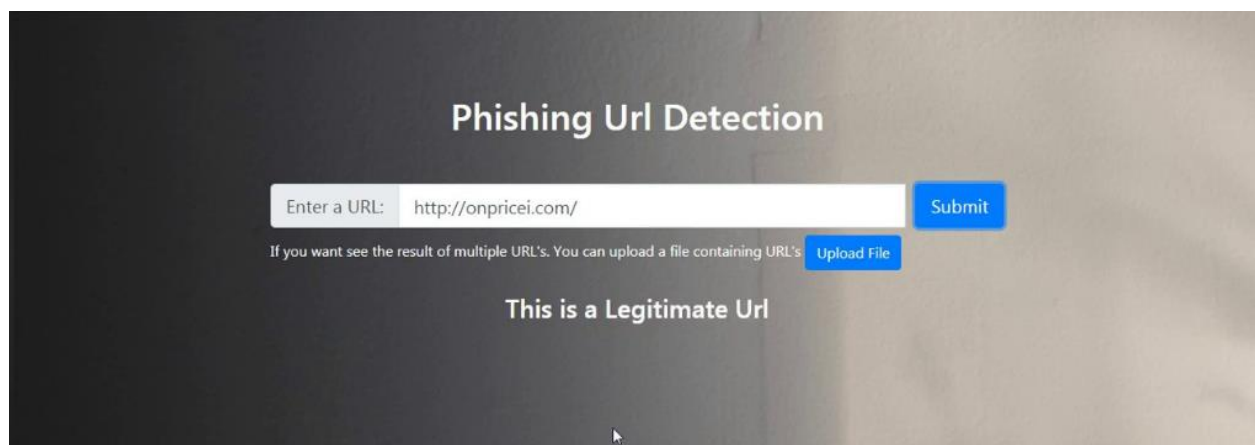 Phishing Url Detection
Enter a URL: http://onpricei.com/ Submit
If you want see the result of multiple URL's. You can upload a file containing URL's Upload File
This is a Legitimate Url